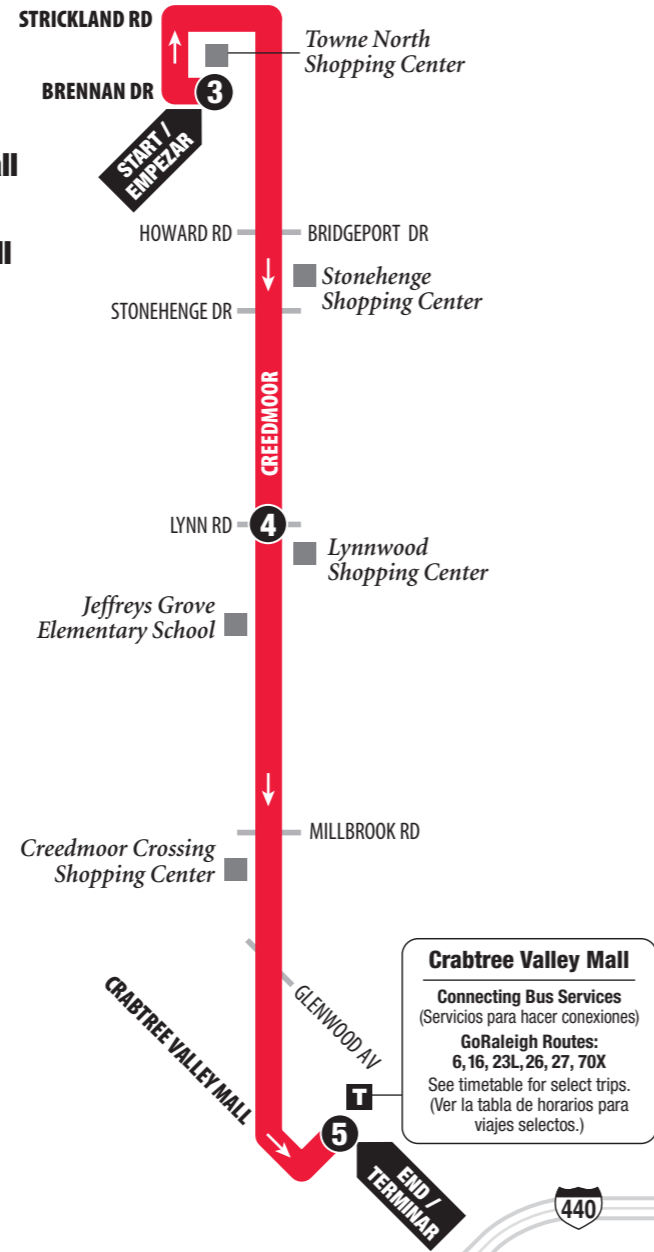 STRICKLAND RD
Towne North
Shopping Center
BRENNAN DR
3
START /
EMPEZAR
all
ll
HOWARD RD
BRIDGEPORT DR
Stonehenge
Shopping Center
STONEHENGE DR
CREEDMOOR
LYNN RD
4
Lynnwood
Shopping Center
Jeffreys Grove
Elementary School
MILLBROOK RD
Creedmoor Crossing
Shopping Center
GLENWOOD AV
CRABTREE VALLEY MALL
Crabtree Valley Mall
Connecting Bus Services
(Servicios para hacer conexiones)
GoRaleigh Routes:
6, 16, 23L, 26, 27, 70X
See timetable for select trips.
(Ver la tabla de horarios para
viajes selectos.)
T
5
END /
TERMINAR
440